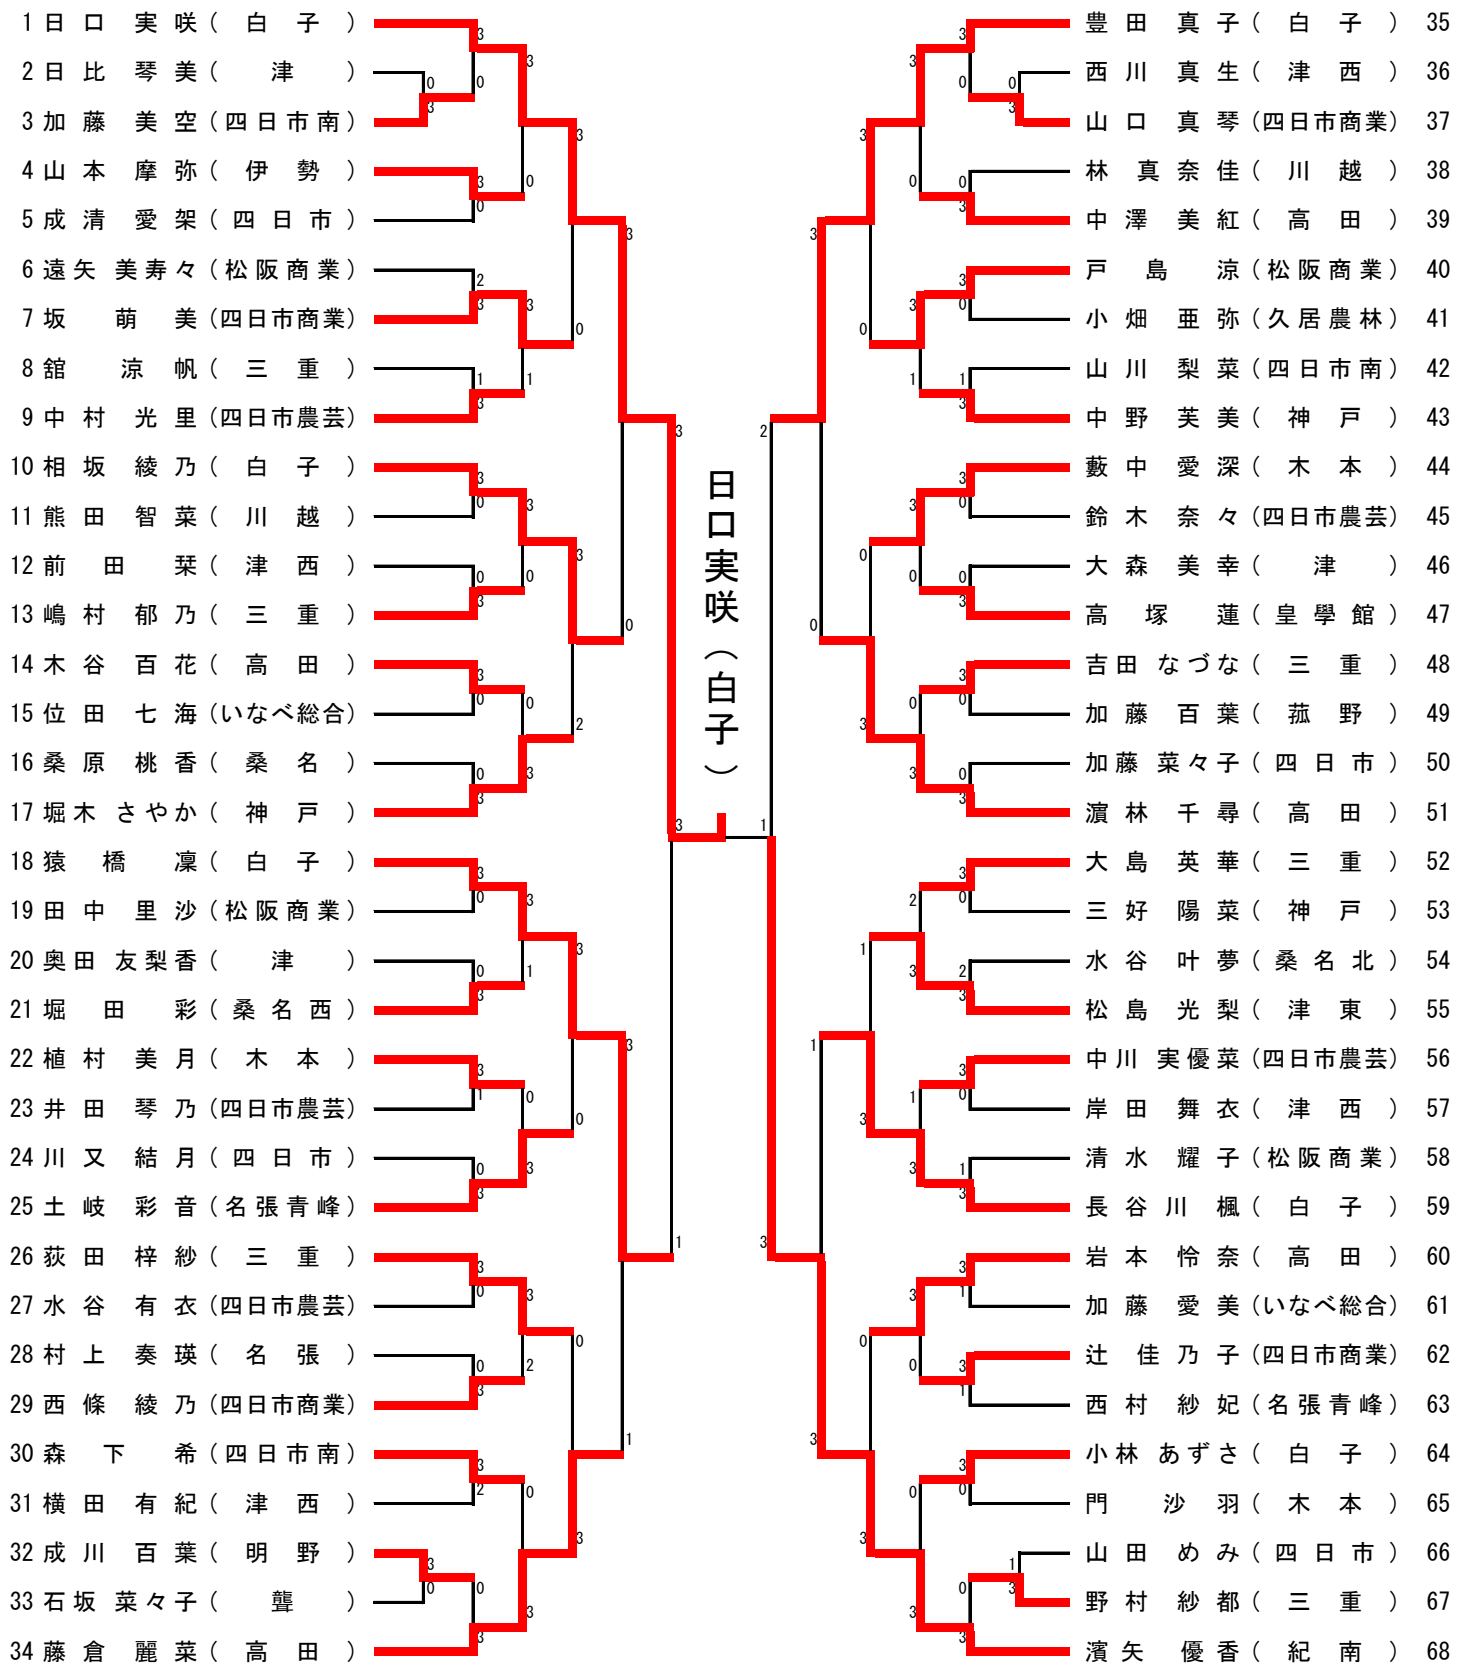 1 日口 実咲 ( 白子 )
2 日比 琴美 ( 津 )
3 加藤 美空 (四日市南)
4 山本 摩弥 ( 伊勢 )
5 成清 愛架 ( 四日市 )
6 遠矢 美寿々 (松阪商業)
7 坂 萌美 (四日市商業)
8 舘 涼帆 ( 三重 )
9 中村 光里 (四日市農芸)
10 相坂 綾乃 ( 白子 )
11 熊田 智菜 ( 川越 )
12 前田 栞 ( 津西 )
13 嶋村 郁乃 ( 三重 )
14 木谷 百花 ( 高田 )
15 位田 七海 (いなべ総合)
16 桑原 桃香 ( 桑名 )
17 堀木 さやか ( 神戸 )
18 猿橋 凜 ( 白子 )
19 田中 里沙 (松阪商業)
20 奥田 友梨香 ( 津 )
21 堀田 彩 ( 桑名西 )
22 植村 美月 ( 木本 )
23 井田 琴乃 (四日市農芸)
24 川又 結月 ( 四日市 )
25 土岐 彩音 (名張青峰)
26 荻田 梓紗 ( 三重 )
27 水谷 有衣 (四日市農芸)
28 村上 奏瑛 ( 名張 )
29 西條 綾乃 (四日市商業)
30 森下 希 (四日市南)
31 横田 有紀 ( 津西 )
32 成川 百葉 ( 明野 )
33 石坂 菜々子 ( 聾 )
34 藤倉 麗菜 ( 高田 )
日口実咲（白子）
豊田 真子 ( 白子 ) 35
西川 真生 ( 津西 ) 36
山口 真琴 (四日市商業) 37
林 真奈佳 ( 川越 ) 38
中澤 美紅 ( 高田 ) 39
戸島 涼 (松阪商業) 40
小畑 亜弥 (久居農林) 41
山川 梨菜 (四日市南) 42
中野 芙美 ( 神戸 ) 43
藪中 愛深 ( 木本 ) 44
鈴木 奈々 (四日市農芸) 45
大森 美幸 ( 津 ) 46
高塚 蓮 ( 皇學館 ) 47
吉田 なづな ( 三重 ) 48
加藤 百葉 ( 菰野 ) 49
加藤 菜々子 ( 四日市 ) 50
濵林 千尋 ( 高田 ) 51
大島 英華 ( 三重 ) 52
三好 陽菜 ( 神戸 ) 53
水谷 叶夢 ( 桑名北 ) 54
松島 光梨 ( 津東 ) 55
中川 実優菜 (四日市農芸) 56
岸田 舞衣 ( 津西 ) 57
清水 耀子 (松阪商業) 58
長谷川 楓 ( 白子 ) 59
岩本 怜奈 ( 高田 ) 60
加藤 愛美 (いなべ総合) 61
辻 佳乃子 (四日市商業) 62
西村 紗妃 (名張青峰) 63
小林 あずさ ( 白子 ) 64
門 沙羽 ( 木本 ) 65
山田 めみ ( 四日市 ) 66
野村 紗都 ( 三重 ) 67
濱矢 優香 ( 紀南 ) 68